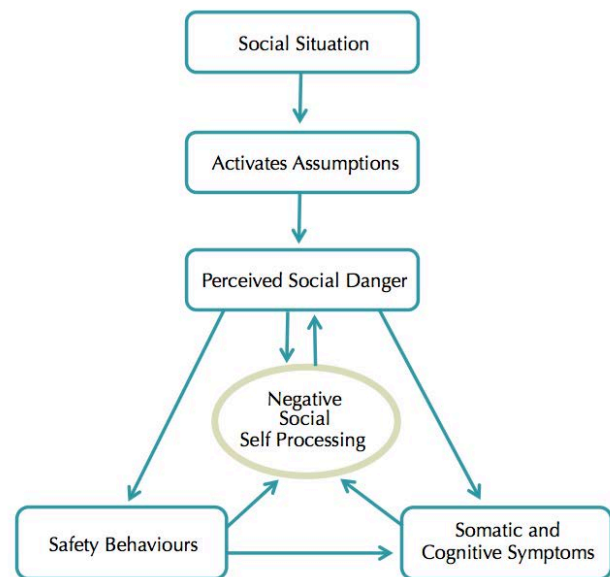 Social Situation
Activates Assumptions
Perceived Social Danger
Negative
Social
Self Processing
Safety Behaviours
Somatic and
Cognitive Symptoms